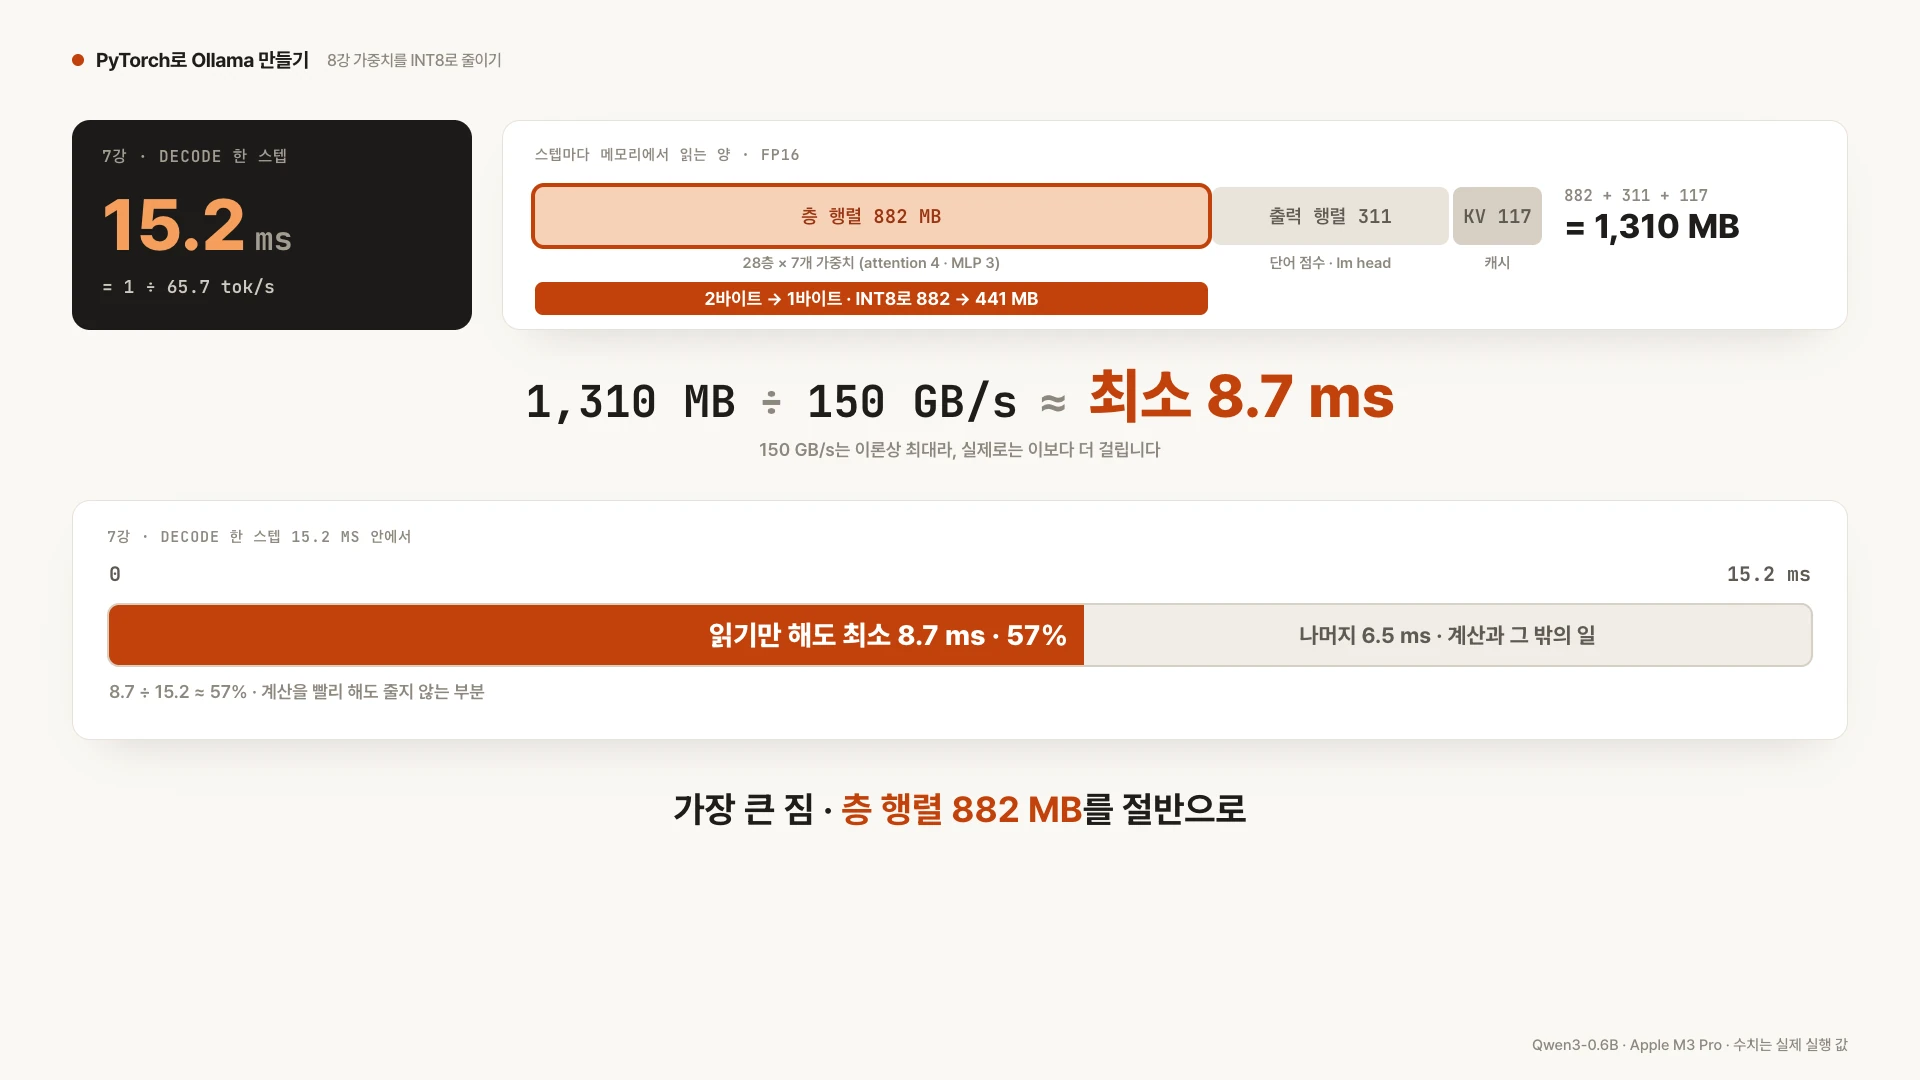 PyTorch로 Ollama 만들기 8강 가중치를 INT8로 줄이기
7강 · DECODE 한 스텝
15.2 ms
= 1 ÷ 65.7 tok/s
스텝마다 메모리에서 읽는 양 · FP16
층 행렬 882 MB
출력 행렬 311
KV 117
882 + 311 + 117
= 1,310 MB
28층 × 7개 가중치 (attention 4 · MLP 3)
단어 점수 · lm head
캐시
2바이트 → 1바이트 · INT8로 882 → 441 MB
1,310 MB ÷ 150 GB/s ≈ 최소 8.7 ms
150 GB/s는 이론상 최대라, 실제로는 이보다 더 걸립니다
7강 · DECODE 한 스텝 15.2 MS 안에서
0
15.2 ms
읽기만 해도 최소 8.7 ms · 57%
나머지 6.5 ms · 계산과 그 밖의 일
8.7 ÷ 15.2 ≈ 57% · 계산을 빨리 해도 줄지 않는 부분
가장 큰 짐 · 층 행렬 882 MB를 절반으로
Qwen3-0.6B · Apple M3 Pro · 수치는 실제 실행 값